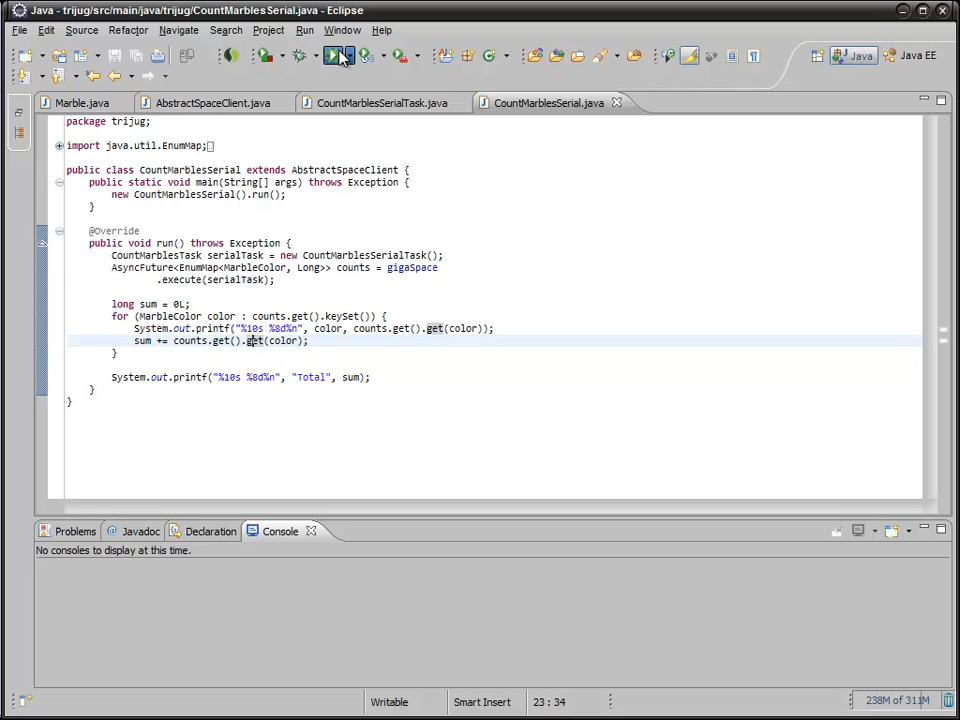 Java - trijug/src/main/java/trijug/CountMarblesSerial.java - Eclipse
File Edit Source Refactor Navigate Search Project Run Window Help
Java Java EE
Marble.java AbstractSpaceClient.java CountMarblesSerialTask.java CountMarblesSerial.java
package trijug;
import java.util.EnumMap;
public class CountMarblesSerial extends AbstractSpaceClient {
public static void main(String[] args) throws Exception {
new CountMarblesSerial().run();
}
@Override
public void run() throws Exception {
CountMarblesTask serialTask = new CountMarblesSerialTask();
AsyncFuture<EnumMap<MarbleColor, Long>> counts = gigaSpace
.execute(serialTask);
long sum = 0L;
for (MarbleColor color : counts.get().keySet()) {
System.out.printf("%10s %8d%n", color, counts.get().get(color));
sum += counts.get().get(color);
}
System.out.printf("%10s %8d%n", "Total", sum);
}
}
Problems Javadoc Declaration Console
No consoles to display at this time.
Writable Smart Insert 23 : 34 238M of 311M